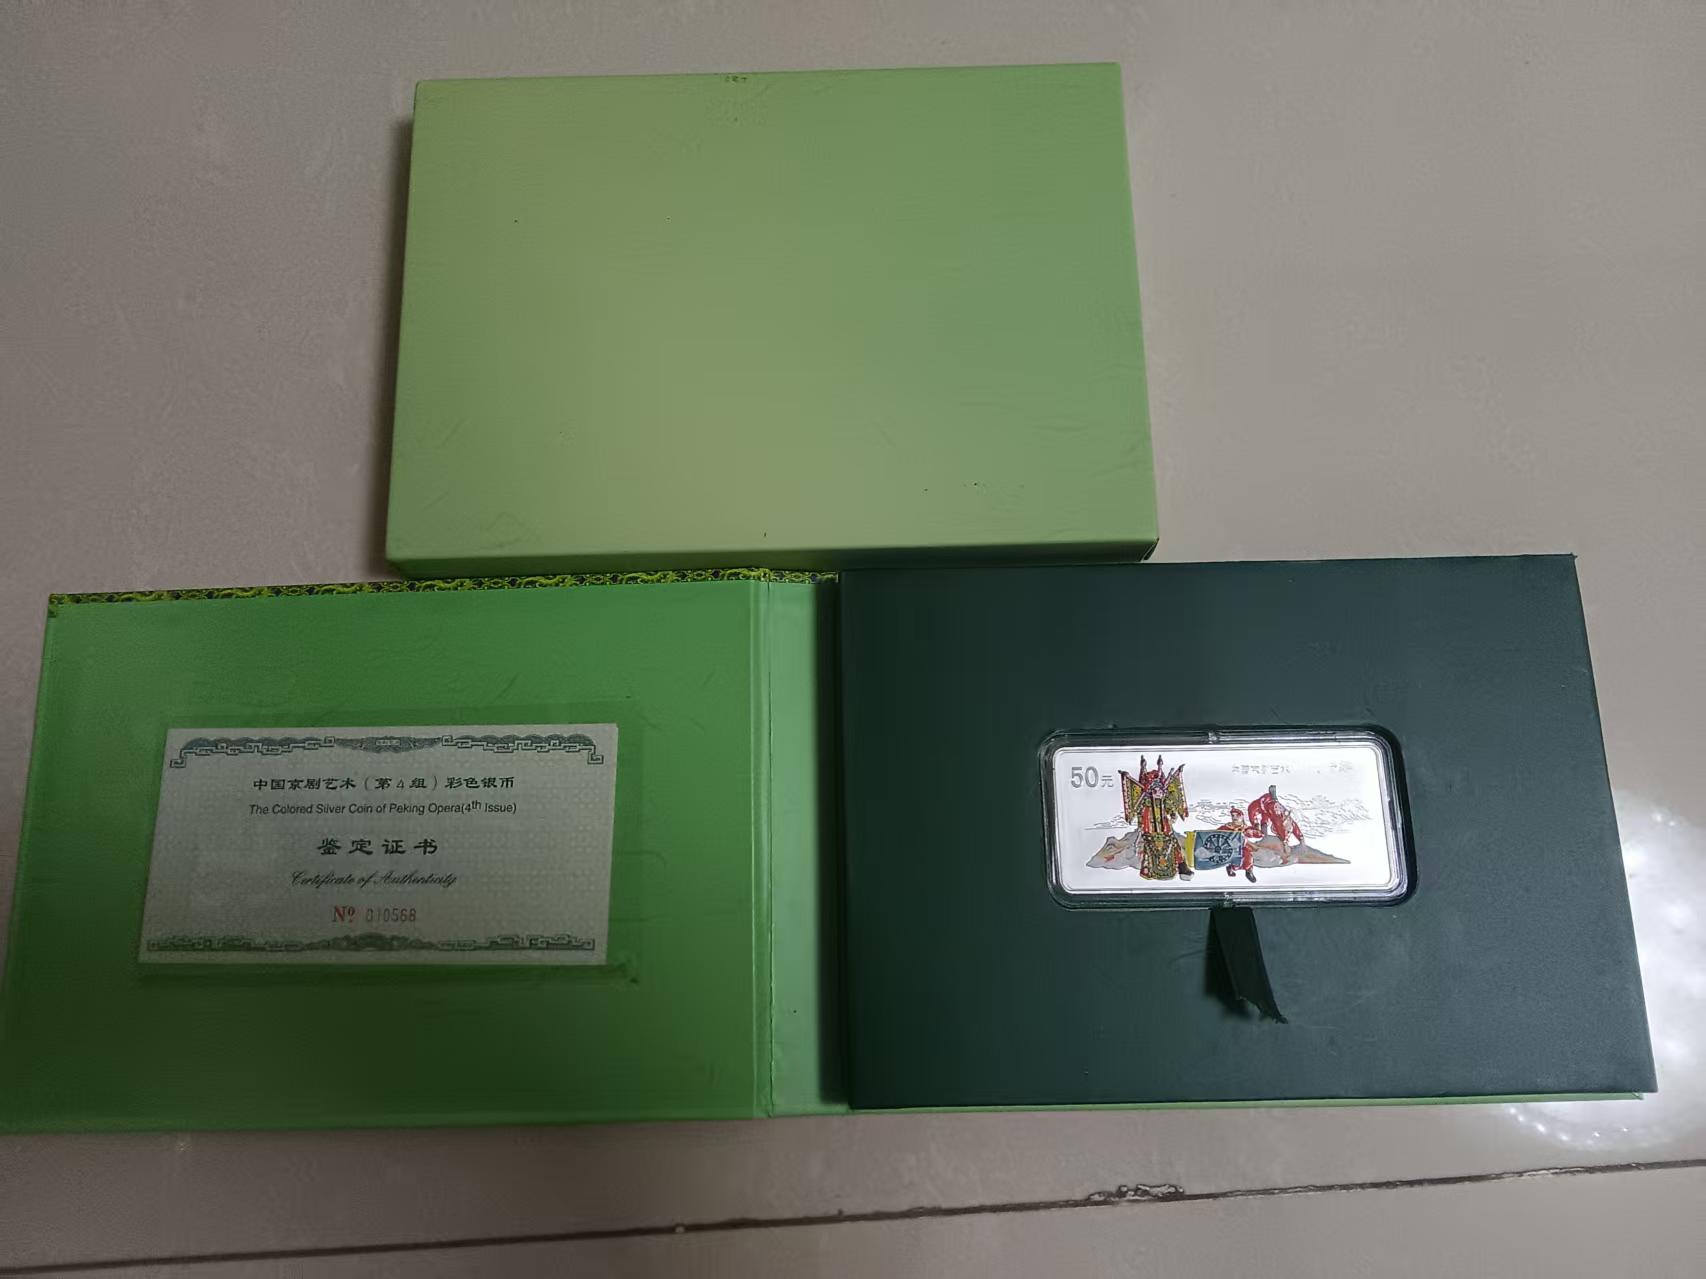 中国京剧艺术（第4组）彩色银币
The Colored Silver Coin of Peking Opera(4th Issue)
鉴定证书
Certificate of Authenticity
Nº 010568
50元